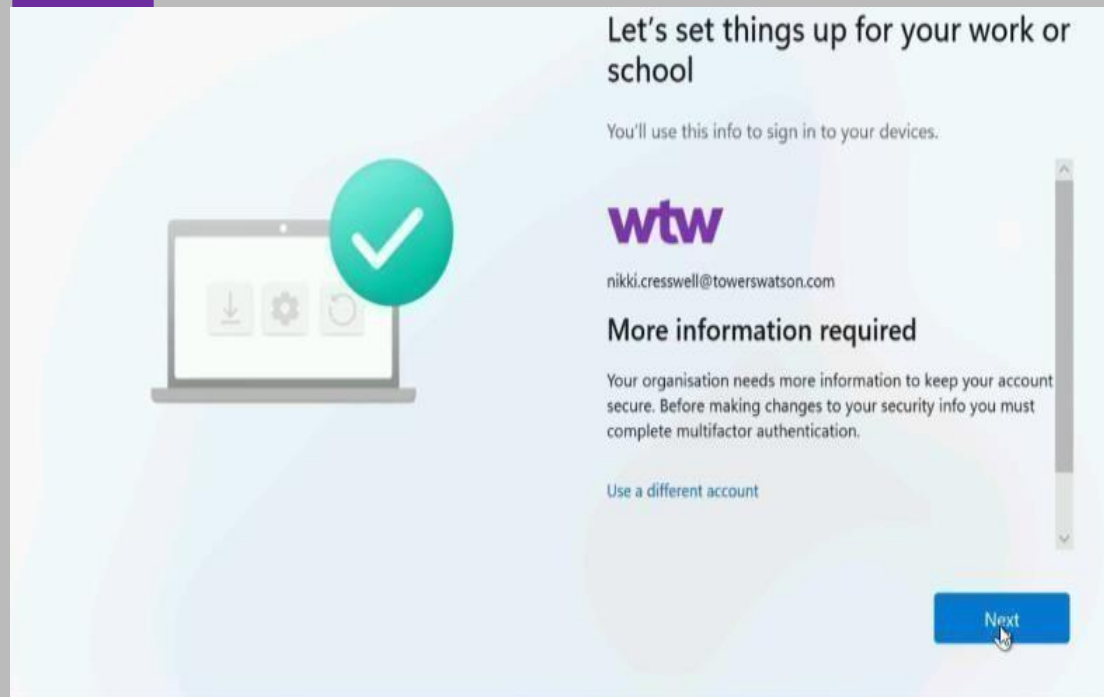 Let's set things up for your work or
school
You'll use this info to sign in to your devices.
wtw
nikki.cresswell@towerswatson.com
More information required
Your organisation needs more information to keep your account
secure. Before making changes to your security info you must
complete multifactor authentication.
Use a different account
Next